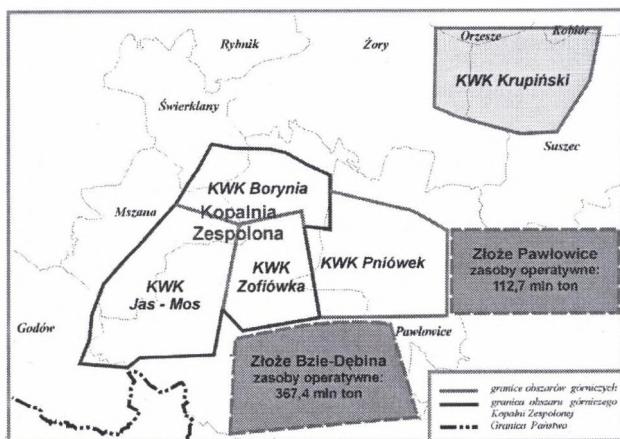 Orzesze
Kobiór
Rybnik
Żory
KWK Krupiński
Świerklany
Suszec
KWK Borynia
Mszana
Kopalnia
Zespolona
KWK
Jas - Mos
KWK
Zofiówka
KWK Pniówek
Złoże Pawłowice
zasoby operatywne:
112,7 mln ton
Godów
Pawłowice
Złoże Bzie-Dębina
zasoby operatywne:
367,4 mln ton
granice obszarów górniczych
granica obszaru górniczego
Kopalni Zespolonej
Granica Państwa